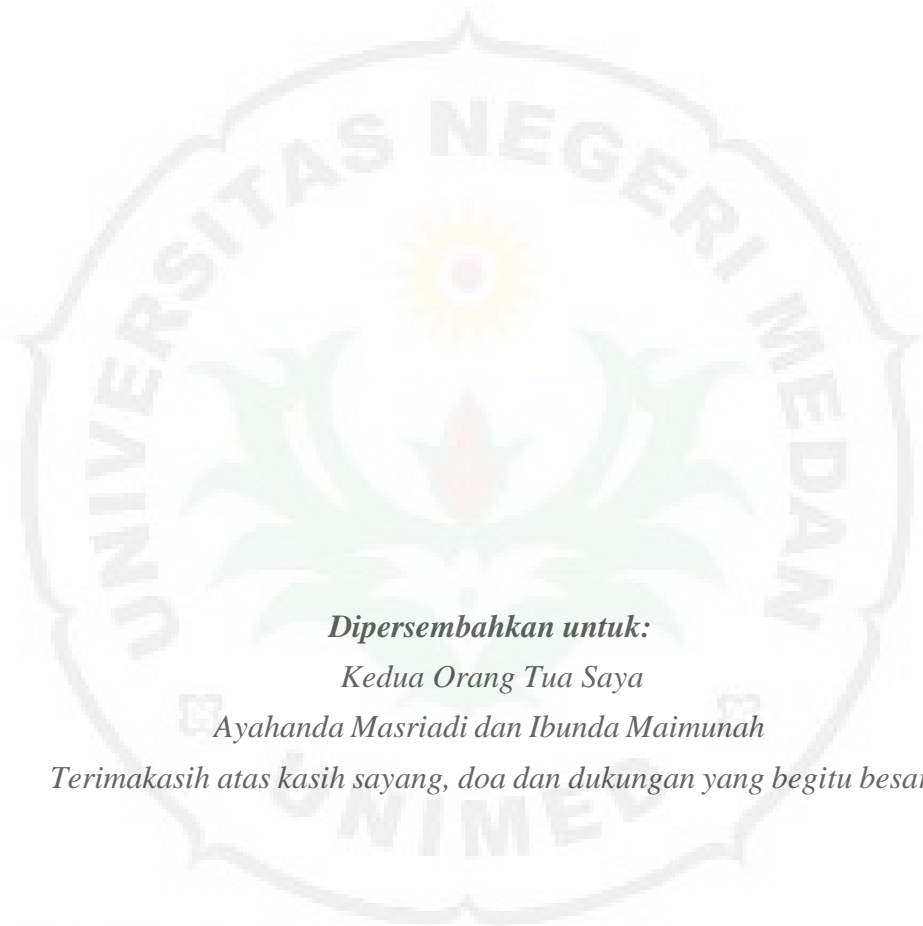 UNIVERSITAS NEGERI MEDAN
Dipersembahkan untuk:
Kedua Orang Tua Saya
Ayahanda Masriadi dan Ibunda Maimunah
Terimakasih atas kasih sayang, doa dan dukungan yang begitu besar
UNIMED